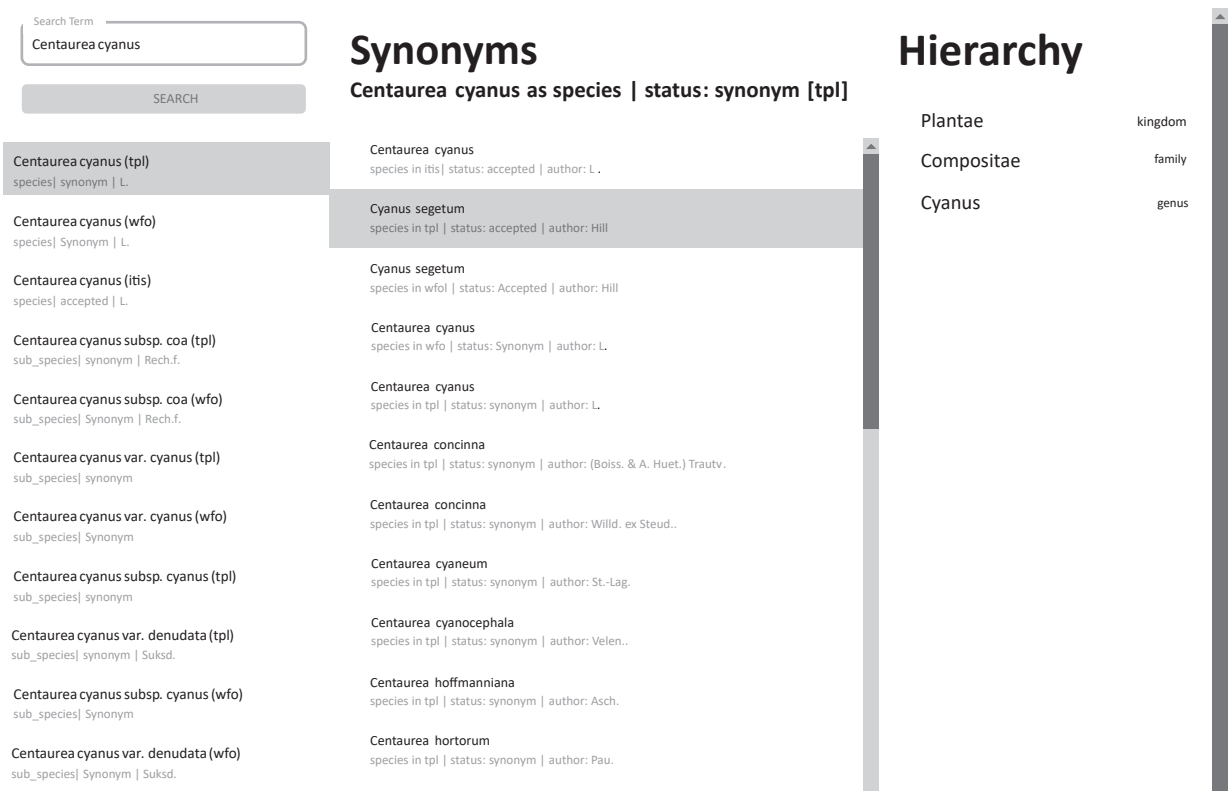 Search Term
Centaurea cyanus
SEARCH
Centaurea cyanus (tpl)
species| synonym | L.
Centaurea cyanus (wfo)
species| Synonym | L.
Centaurea cyanus (itis)
species| accepted | L.
Centaurea cyanus subsp. coa (tpl)
sub_species| synonym | Rech.f.
Centaurea cyanus subsp. coa (wfo)
sub_species| Synonym | Rech.f.
Centaurea cyanus var. cyanus (tpl)
sub_species| synonym
Centaurea cyanus var. cyanus (wfo)
sub_species| Synonym
Centaurea cyanus subsp. cyanus (tpl)
sub_species| synonym
Centaurea cyanus var. denudata (tpl)
sub_species| synonym | Suksd.
Centaurea cyanus subsp. cyanus (wfo)
sub_species| Synonym
Centaurea cyanus var. denudata (wfo)
sub_species| Synonym | Suksd.
Synonyms
Centaurea cyanus as species | status: synonym [tpl]
Centaurea cyanus
species in itis| status: accepted | author: L .
Cyanus segetum
species in tpl | status: accepted | author: Hill
Cyanus segetum
species in wfol | status: Accepted | author: Hill
Centaurea cyanus
species in wfo | status: Synonym | author: L.
Centaurea cyanus
species in tpl | status: synonym | author: L.
Centaurea concinna
species in tpl | status: synonym | author: (Boiss. & A. Huet.) Trautv.
Centaurea concinna
species in tpl | status: synonym | author: Willd. ex Steud..
Centaurea cyaneum
species in tpl | status: synonym | author: St.-Lag.
Centaurea cyanocephala
species in tpl | status: synonym | author: Velen..
Centaurea hoffmanniana
species in tpl | status: synonym | author: Asch.
Centaurea hortorum
species in tpl | status: synonym | author: Pau.
Hierarchy
Plantae kingdom
Compositae family
Cyanus genus